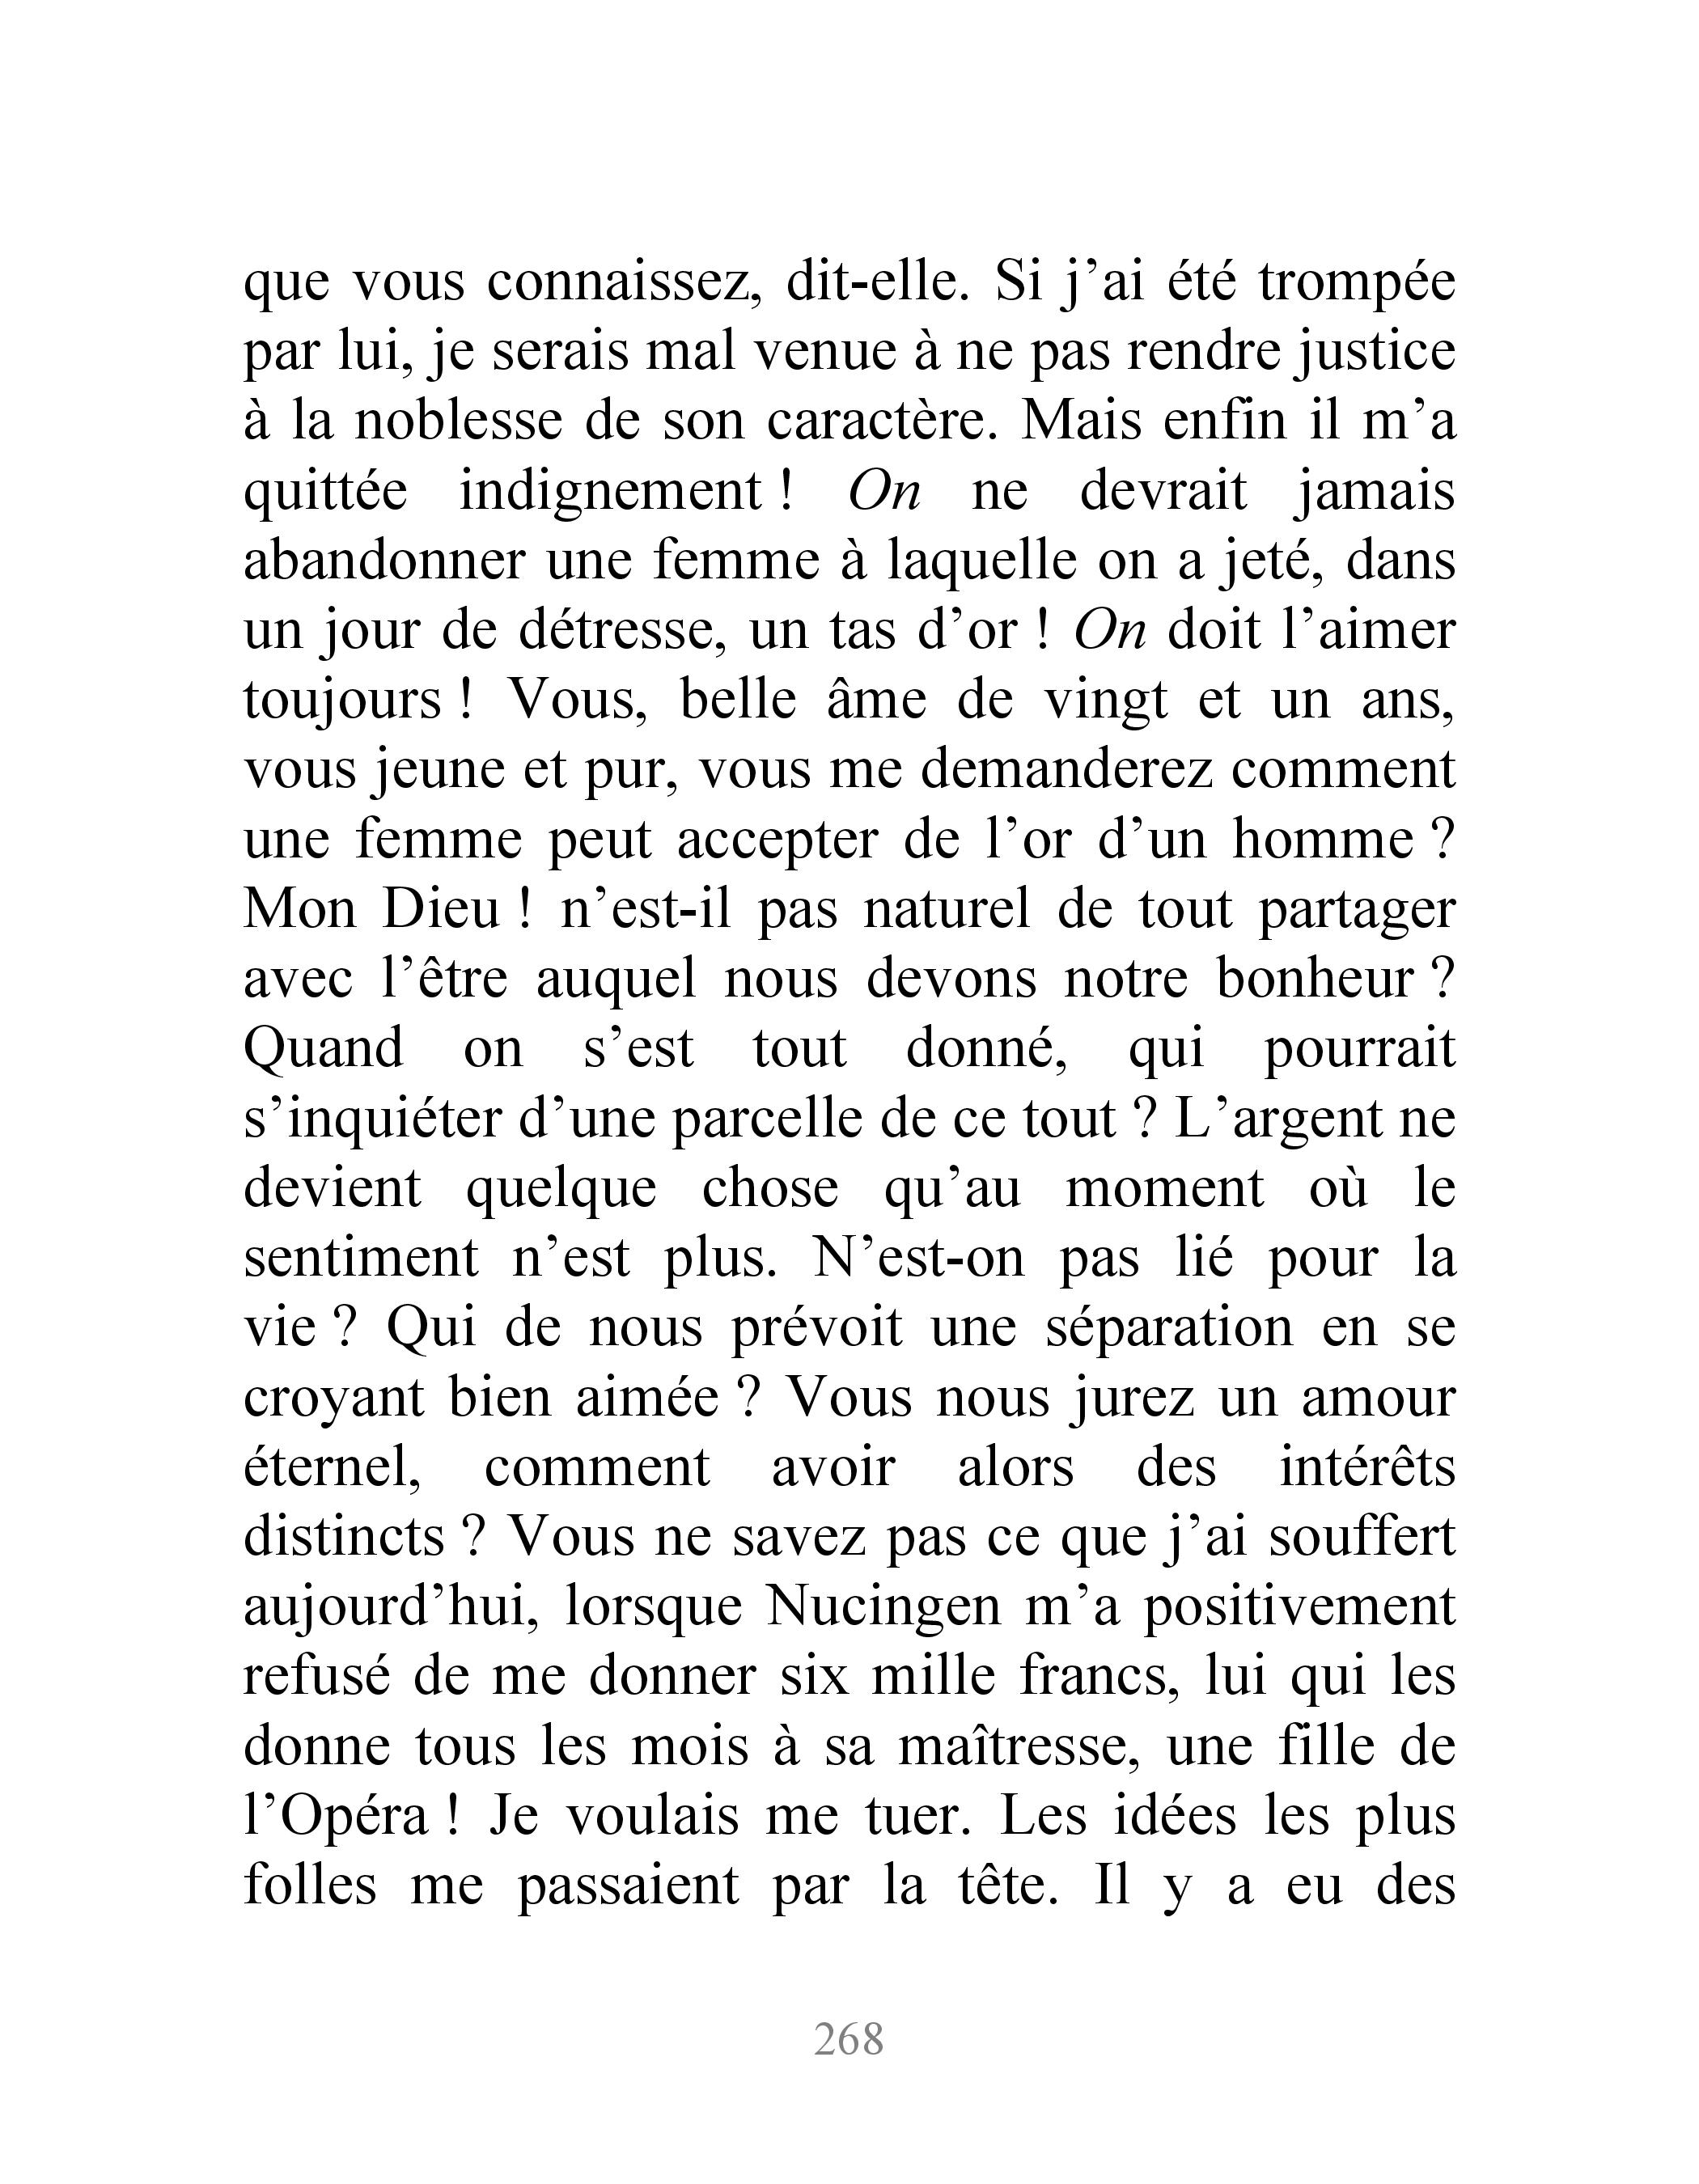 que vous connaissez, dit-elle. Si j’ai été trompée
par lui, je serais mal venue à ne pas rendre justice
à la noblesse de son caractère. Mais enfin il m’a
quittée indignement ! On ne devrait jamais
abandonner une femme à laquelle on a jeté, dans
un jour de détresse, un tas d’or ! On doit l’aimer
toujours ! Vous, belle âme de vingt et un ans,
vous jeune et pur, vous me demanderez comment
une femme peut accepter de l’or d’un homme ?
Mon Dieu ! n’est-il pas naturel de tout partager
avec l’être auquel nous devons notre bonheur ?
Quand on s’est tout donné, qui pourrait
s’inquiéter d’une parcelle de ce tout ? L’argent ne
devient quelque chose qu’au moment où le
sentiment n’est plus. N’est-on pas lié pour la
vie ? Qui de nous prévoit une séparation en se
croyant bien aimée ? Vous nous jurez un amour
éternel, comment avoir alors des intérêts
distincts ? Vous ne savez pas ce que j’ai souffert
aujourd’hui, lorsque Nucingen m’a positivement
refusé de me donner six mille francs, lui qui les
donne tous les mois à sa maîtresse, une fille de
l’Opéra ! Je voulais me tuer. Les idées les plus
folles me passaient par la tête. Il y a eu des
268